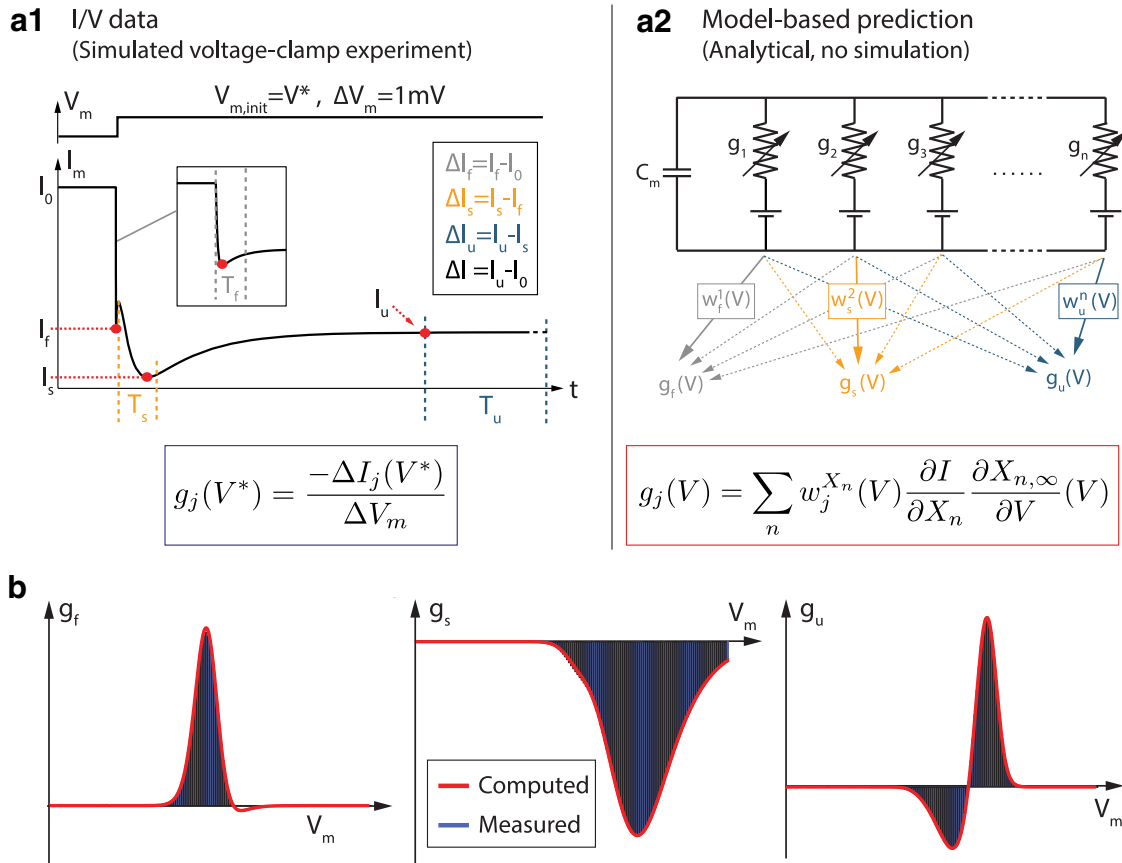 a1
I/V data
(Simulated voltage-clamp experiment)
V_m
V_{m,init}=V* , ΔV_m=1mV
I_m
I_0
ΔI_f=I_f-I_0
ΔI_s=I_s-I_f
ΔI_u=I_u-I_s
ΔI=I_u-I_0
T_f
I_u
I_f
I_s
T_s
T_u
t
g_j(V*) = -ΔI_j(V*) / ΔV_m
a2
Model-based prediction
(Analytical, no simulation)
C_m
g_1
g_2
g_3
g_n
......
w_f^1(V)
w_s^2(V)
w_u^n(V)
g_f(V)
g_s(V)
g_u(V)
g_j(V) = ∑_n w_j^{X_n}(V) ∂I/∂X_n ∂X_{n,∞}/∂V (V)
b
g_f
V_m
g_s
V_m
Computed
Measured
g_u
V_m